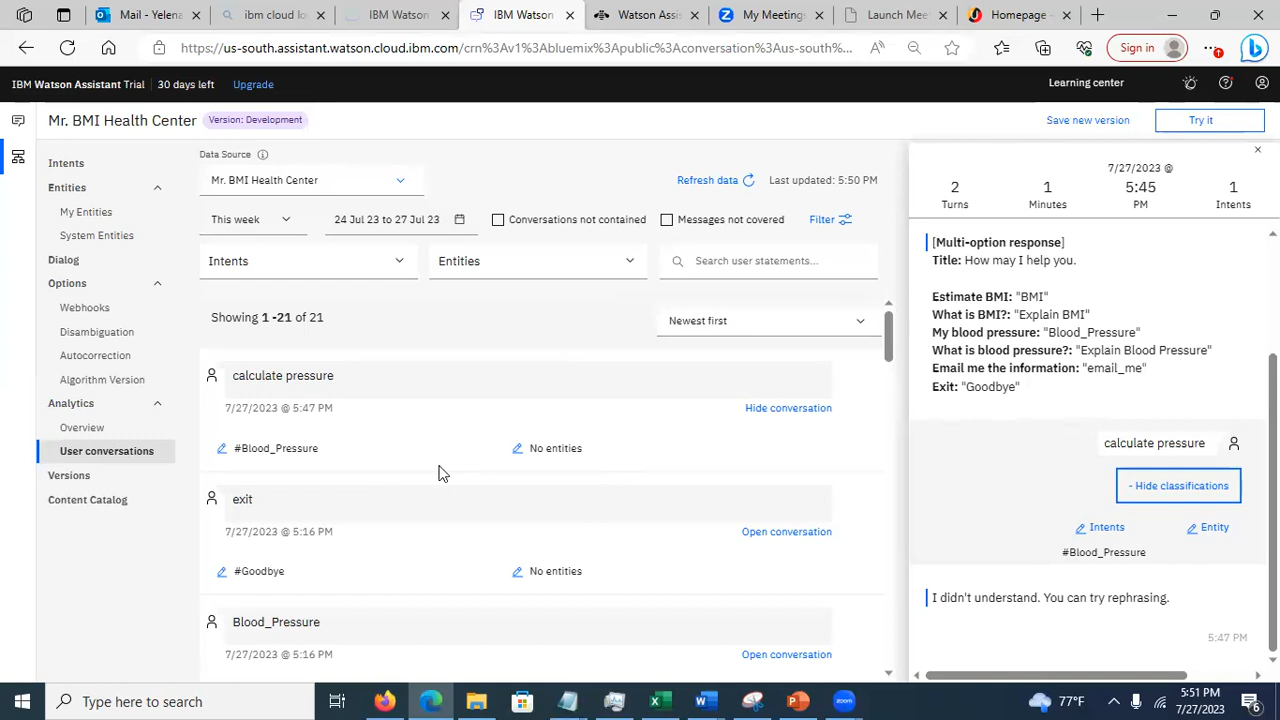 Mail - Yelena
ibm cloud lo
IBM Watson
IBM Watson
Watson Assi
My Meeting
Launch Meet
Homepage -
https://us-south.assistant.watson.cloud.ibm.com/crn%3Av1%3Abluemix%3Apublic%3Aconversation%3Aus-south%...
Sign in
IBM Watson Assistant Trial
30 days left
Upgrade
Learning center
Mr. BMI Health Center
Version: Development
Save new version
Try it
Intents
Entities
My Entities
System Entities
Dialog
Options
Webhooks
Disambiguation
Autocorrection
Algorithm Version
Analytics
Overview
User conversations
Versions
Content Catalog
Data Source
Mr. BMI Health Center
Refresh data
Last updated: 5:50 PM
This week
24 Jul 23 to 27 Jul 23
Conversations not contained
Messages not covered
Filter
Intents
Entities
Search user statements...
Showing 1 -21 of 21
Newest first
calculate pressure
7/27/2023 @ 5:47 PM
Hide conversation
#Blood_Pressure
No entities
exit
7/27/2023 @ 5:16 PM
Open conversation
#Goodbye
No entities
Blood_Pressure
7/27/2023 @ 5:16 PM
Open conversation
7/27/2023 @
2
1
5:45
1
Turns
Minutes
PM
Intents
[Multi-option response]
Title: How may I help you.
Estimate BMI: "BMI"
What is BMI?: "Explain BMI"
My blood pressure: "Blood_Pressure"
What is blood pressure?: "Explain Blood Pressure"
Email me the information: "email_me"
Exit: "Goodbye"
calculate pressure
- Hide classifications
Intents
Entity
#Blood_Pressure
I didn't understand. You can try rephrasing.
5:47 PM
Type here to search
77°F
5:51 PM
7/27/2023
6